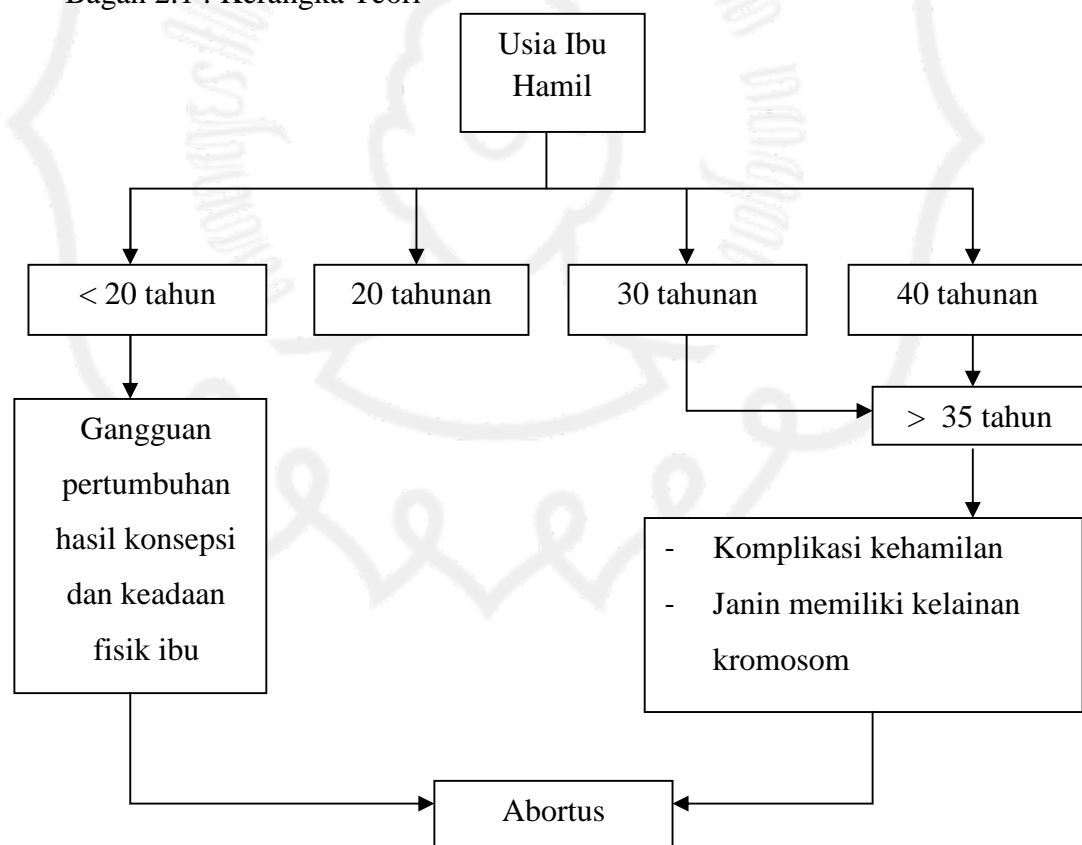 Bagan 2.1 : Kerangka Teori
Usia Ibu
Hamil
< 20 tahun
20 tahunan
30 tahunan
40 tahunan
> 35 tahun
Gangguan
pertumbuhan
hasil konsepsi
dan keadaan
fisik ibu
- Komplikasi kehamilan
- Janin memiliki kelainan
kromosom
Abortus